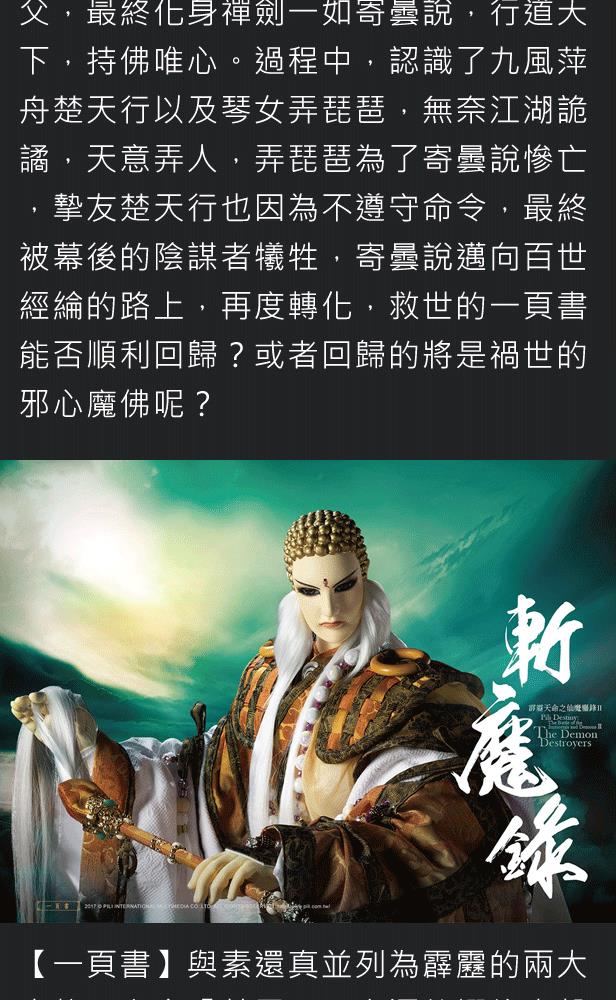 父，最終化身禪劍一如寄曇說，行道天
下，持佛唯心。過程中，認識了九風萍
舟楚天行以及琴女弄琵琶，無奈江湖詭
譎，天意弄人，弄琵琶為了寄曇說慘亡
，摯友楚天行也因為不遵守命令，最終
被幕後的陰謀者犧牲，寄曇說邁向百世
經綸的路上，再度轉化，救世的一頁書
能否順利回歸？或者回歸的將是禍世的
邪心魔佛呢？
斬魔錄
霹靂天命之仙魔鏖鋒II
Pili Destiny:
The Battle of the
Immortals and Demons II
The Demon
Destroyers
一頁書
2017 © PILI INTERNATIONAL MULTIMEDIA CO. LTD. ALL RIGHTS RESERVED
.pili.com.tw/
【一頁書】與素還真並列為霹靂的兩大